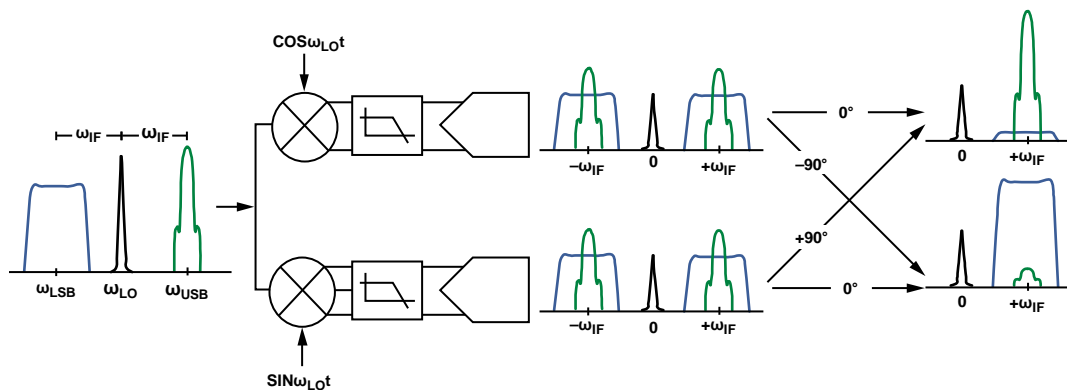 COSωLOt
ωIF ωIF
ωLSB ωLO ωUSB
–ωIF 0 +ωIF
0°
–90°
+90°
0°
0 +ωIF
–ωIF 0 +ωIF
0 +ωIF
SINωLOt